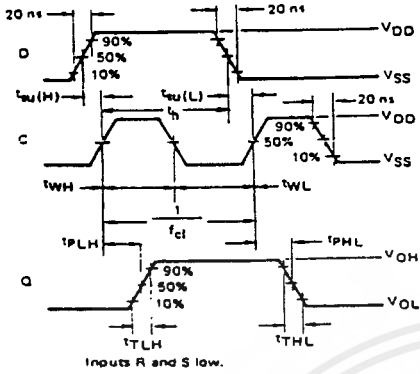 20 ns
20 ns
VDD
90%
50%
10%
D
VSS
tsu(H)
tsu(L)
th
20 ns
VDD
90%
50%
10%
C
VSS
tWH
tWL
1
fcl
tPLH
tPHL
VOH
90%
50%
10%
Q
VOL
tTLH
tTHL
Inputs R and S low.